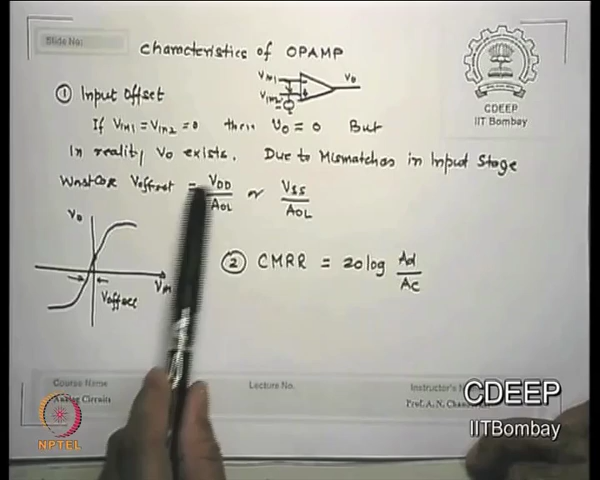 Slide No:
characteristics of OPAMP
Vin1
Vin2
Vo
CDEEP
IIT Bombay
① Input Offset
If Vin1 = Vin2 = 0 then Vo = 0 But
In reality Vo exists. Due to Mismatches in Input Stage
Worst case Voffset = VDD / AOL or VSS / AOL
Vo
Vin
Voffset
② CMRR = 20 log Ad / Ac
Course Name
Analog Circuits
Lecture No.
Instructor's
Prof. A. N.
NPTEL
CDEEP
IIT Bombay